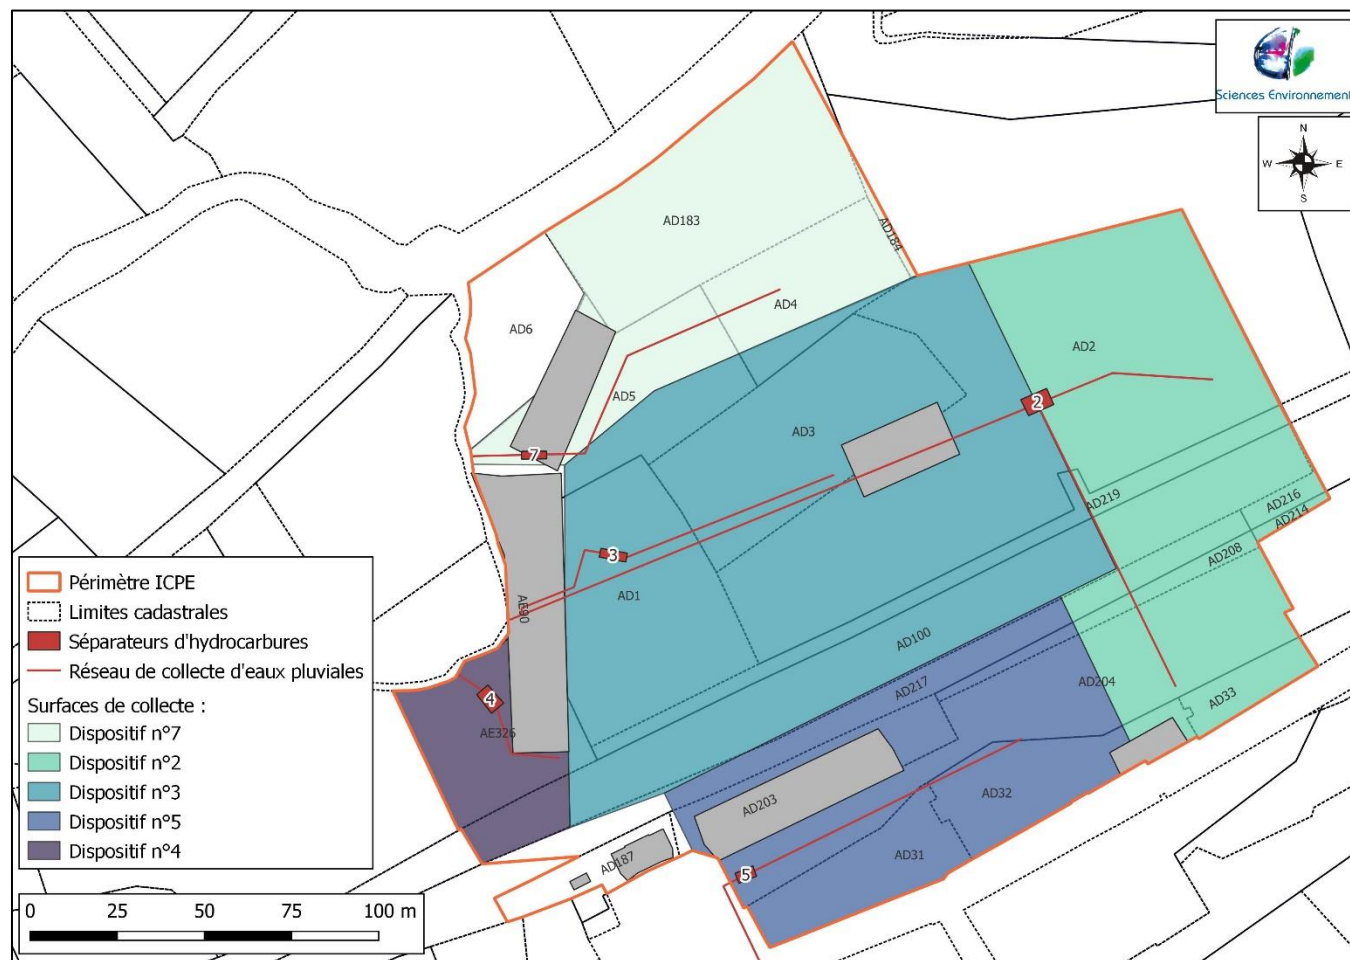 Sciences Environnement
N
W
E
S
AD183
AD184
AD6
AD4
AD2
AD5
2
AD3
7
AD219
AD216
AD214
AD208
3
AE90
AD1
AD100
AD217
AD204
4
AD33
AE326
AD203
AD32
AD31
AD187
5
Périmètre ICPE
Limites cadastrales
Séparateurs d'hydrocarbures
Réseau de collecte d'eaux pluviales
Surfaces de collecte :
Dispositif n°7
Dispositif n°2
Dispositif n°3
Dispositif n°5
Dispositif n°4
0 25 50 75 100 m